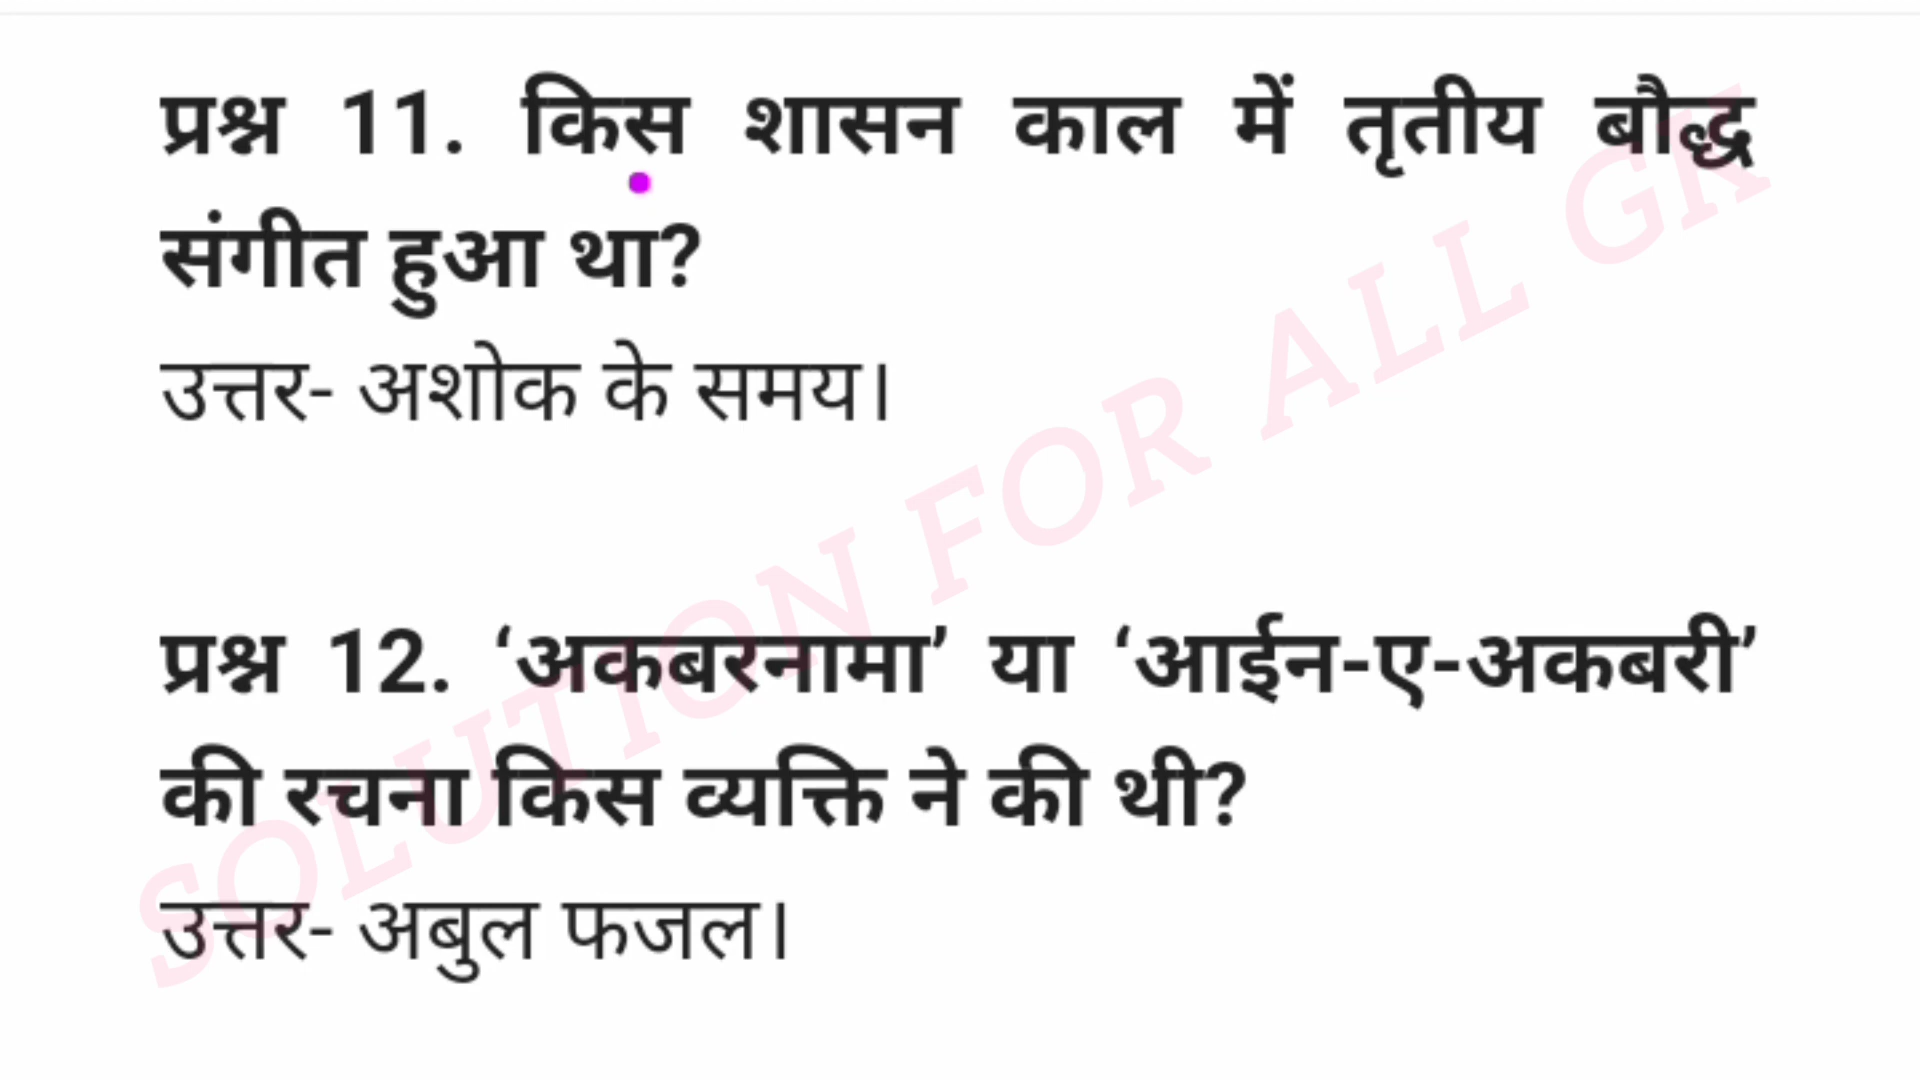 प्रश्न 11. किस शासन काल में तृतीय बौद्ध
संगीत हुआ था?
उत्तर- अशोक के समय।
प्रश्न 12. ‘अकबरनामा’ या ‘आईन-ए-अकबरी’
की रचना किस व्यक्ति ने की थी?
उत्तर- अबुल फजल।
SOLUTION FOR ALL GK